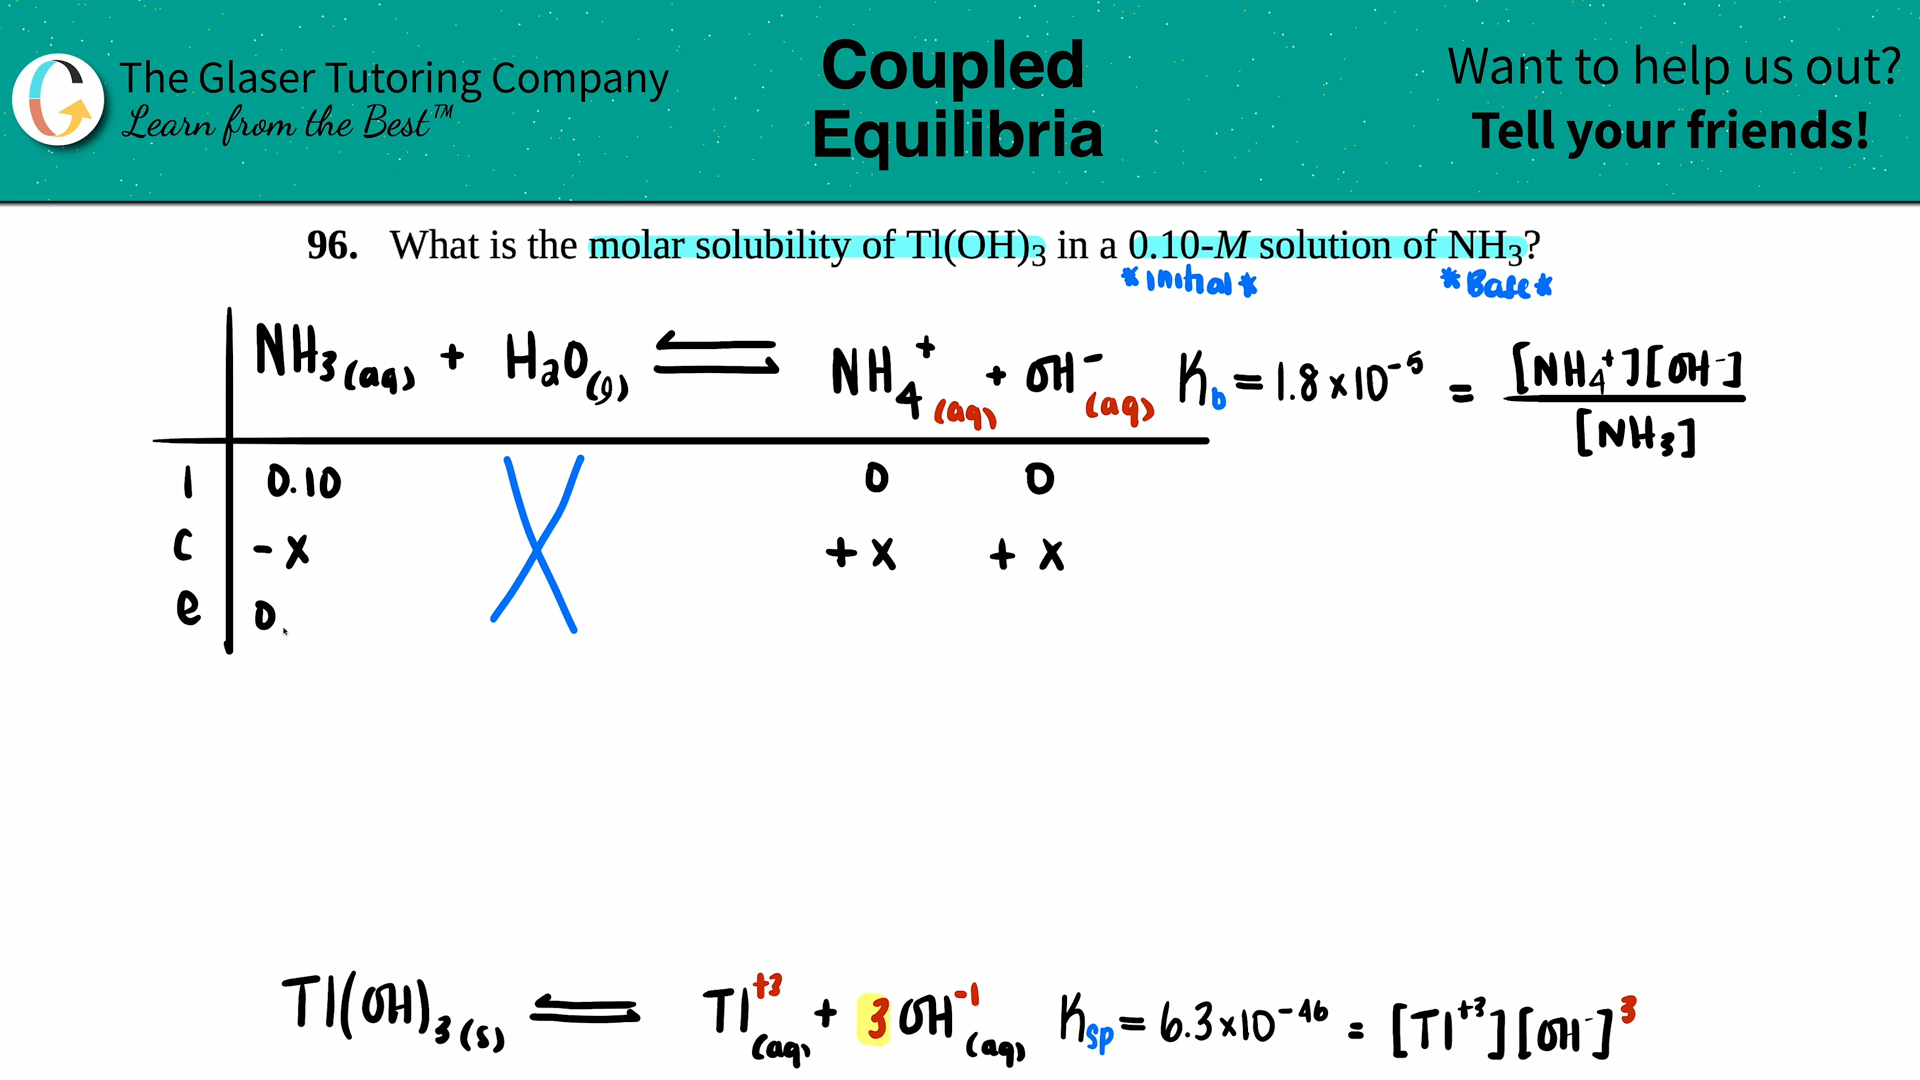 The Glaser Tutoring Company
Learn from the Best™
Coupled
Equilibria
Want to help us out?
Tell your friends!
96. What is the molar solubility of Tl(OH)₃ in a 0.10-M solution of NH₃?
*Initial* *Base*
NH₃(aq) + H₂O(l) ⇌ NH₄⁺(aq) + OH⁻(aq) K_b = 1.8 x 10⁻⁵ = [NH₄⁺][OH⁻] / [NH₃]
I 0.10 X 0 0
C - x + x + x
e 0.
Tl(OH)₃(s) ⇌ Tl⁺³(aq) + 3OH⁻¹(aq) Ksp = 6.3 x 10⁻⁴⁶ = [Tl⁺³][OH⁻]³